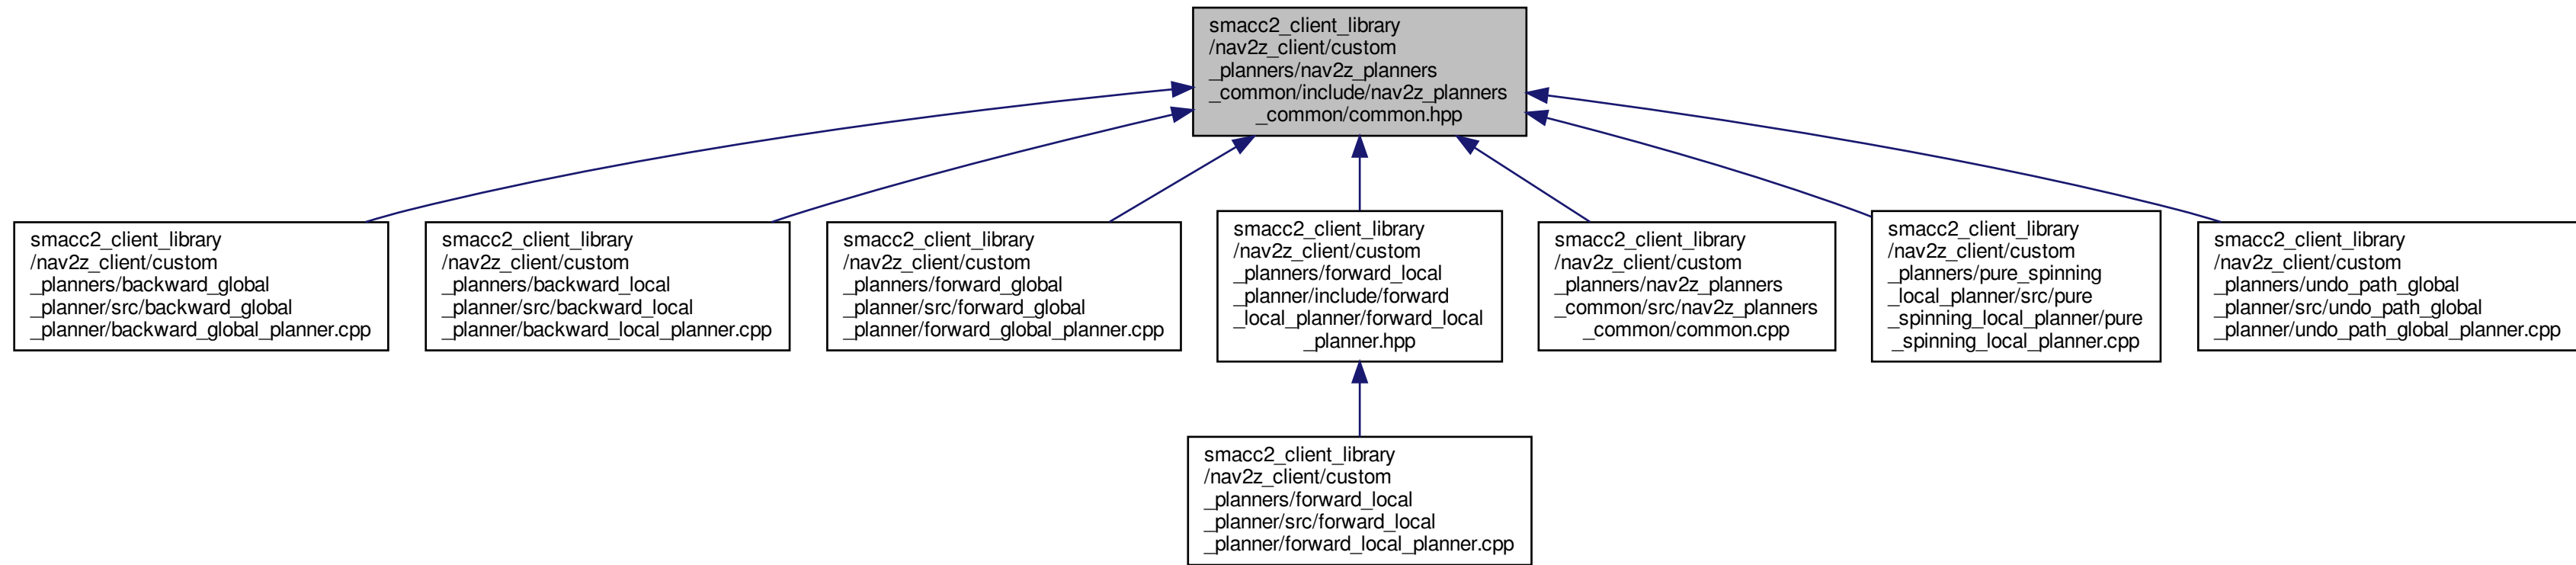 smacc2_client_library
/nav2z_client/custom
_planners/nav2z_planners
_common/include/nav2z_planners
_common/common.hpp
smacc2_client_library
/nav2z_client/custom
_planners/backward_global
_planner/src/backward_global
_planner/backward_global_planner.cpp
smacc2_client_library
/nav2z_client/custom
_planners/backward_local
_planner/src/backward_local
_planner/backward_local_planner.cpp
smacc2_client_library
/nav2z_client/custom
_planners/forward_global
_planner/src/forward_global
_planner/forward_global_planner.cpp
smacc2_client_library
/nav2z_client/custom
_planners/forward_local
_planner/include/forward
_local_planner/forward_local
_planner.hpp
smacc2_client_library
/nav2z_client/custom
_planners/nav2z_planners
_common/src/nav2z_planners
_common/common.cpp
smacc2_client_library
/nav2z_client/custom
_planners/pure_spinning
_local_planner/src/pure
_spinning_local_planner/pure
_spinning_local_planner.cpp
smacc2_client_library
/nav2z_client/custom
_planners/undo_path_global
_planner/src/undo_path_global
_planner/undo_path_global_planner.cpp
smacc2_client_library
/nav2z_client/custom
_planners/forward_local
_planner/src/forward_local
_planner/forward_local_planner.cpp